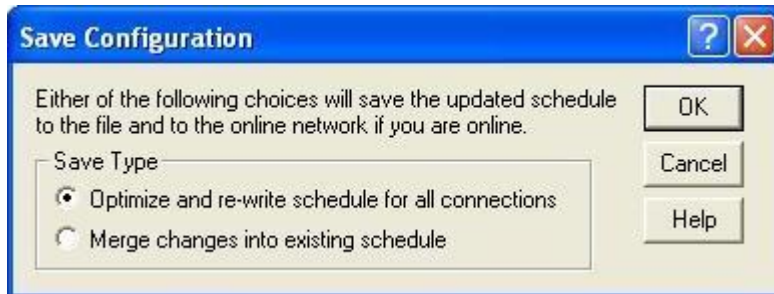 Save Configuration
Either of the following choices will save the updated schedule
to the file and to the online network if you are online.
OK
Save Type
Cancel
Optimize and re-write schedule for all connections
Help
Merge changes into existing schedule